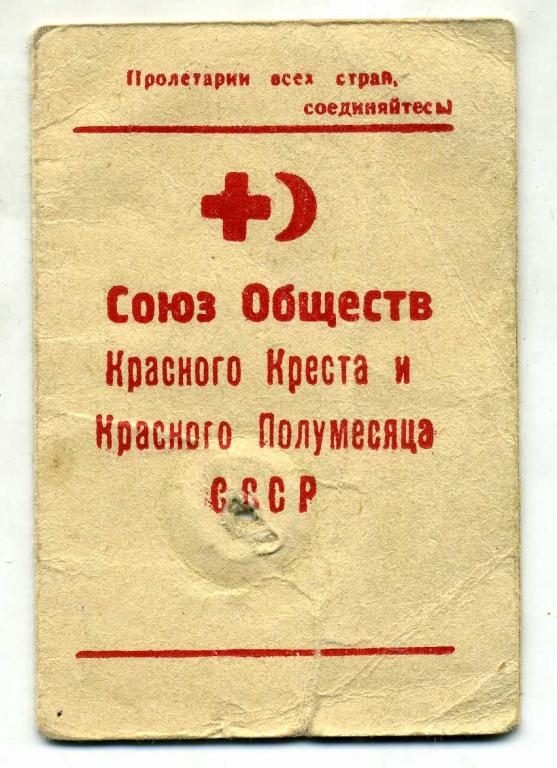 Пролетарии всех стран,
соединяйтесь!
Союз Обществ
Красного Креста и
Красного Полумесяца
СССР